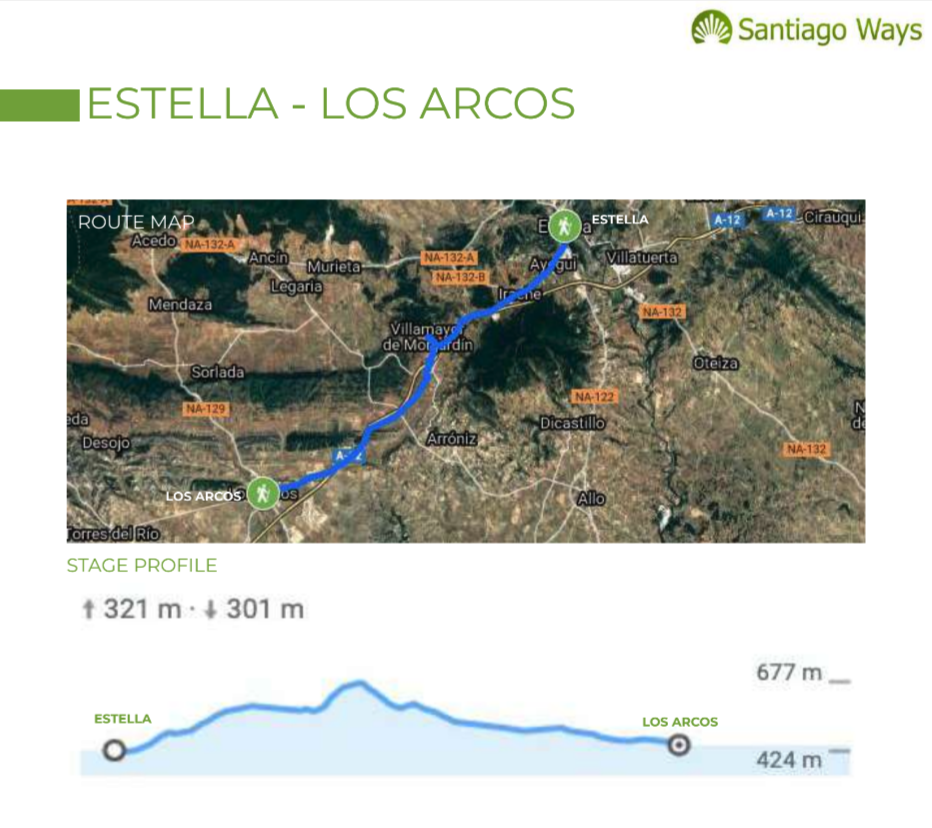 Santiago Ways
ESTELLA - LOS ARCOS
ROUTE MAP
ESTELLA
A-12
A-12
Cirauqui
Acedo
NA-132-A
Ancín
Murieta
NA-132-A
NA-132-B
Ayegui
Villatuerta
Legaria
Irache
Mendaza
NA-132
Villamayor
de Monjardín
Oteiza
Sorlada
NA-129
NA-122
Desojo
Arróniz
Dicastillo
NA-132
LOS ARCOS
Allo
Torres del Río
STAGE PROFILE
321 m · 301 m
677 m
ESTELLA
LOS ARCOS
424 m